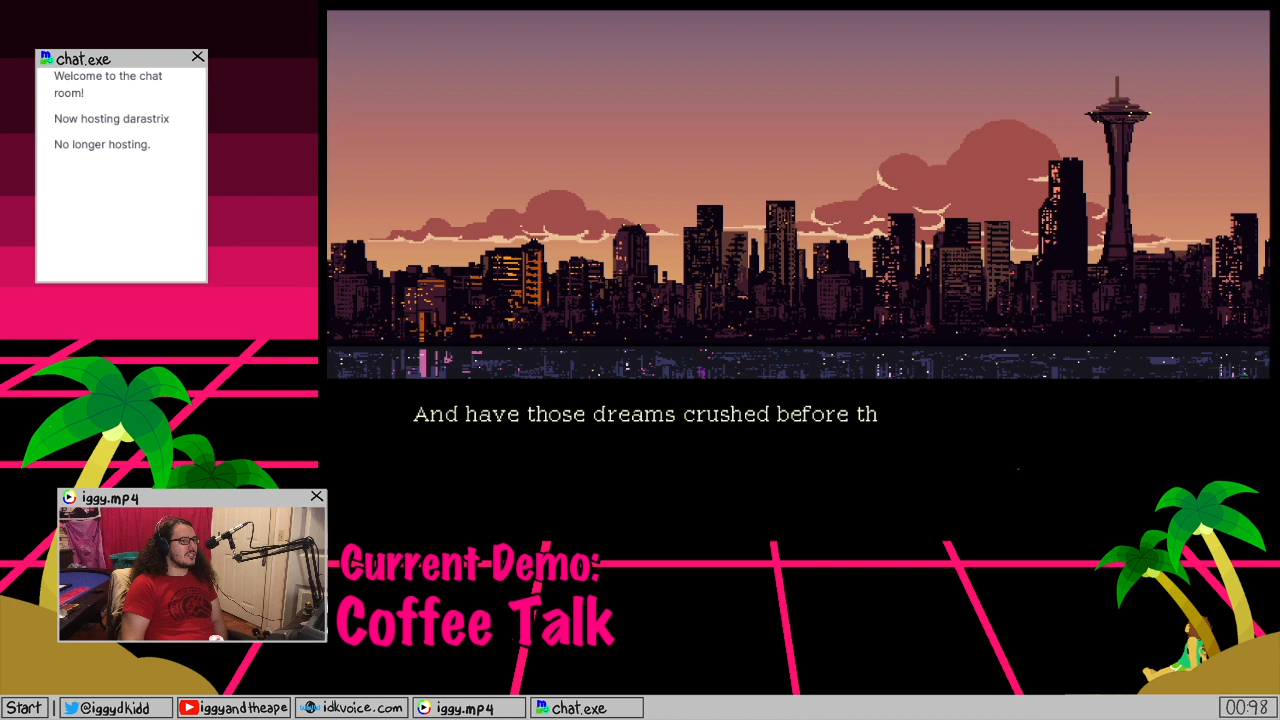 chat.exe
Welcome to the chat
room!
Now hosting darastrix
No longer hosting.
And have those dreams crushed before th
iggy.mp4
Current Demo:
Coffee Talk
Start | @iggydkidd iggyandtheape www idkvoice.com iggy.mp4 chat.exe 00:98